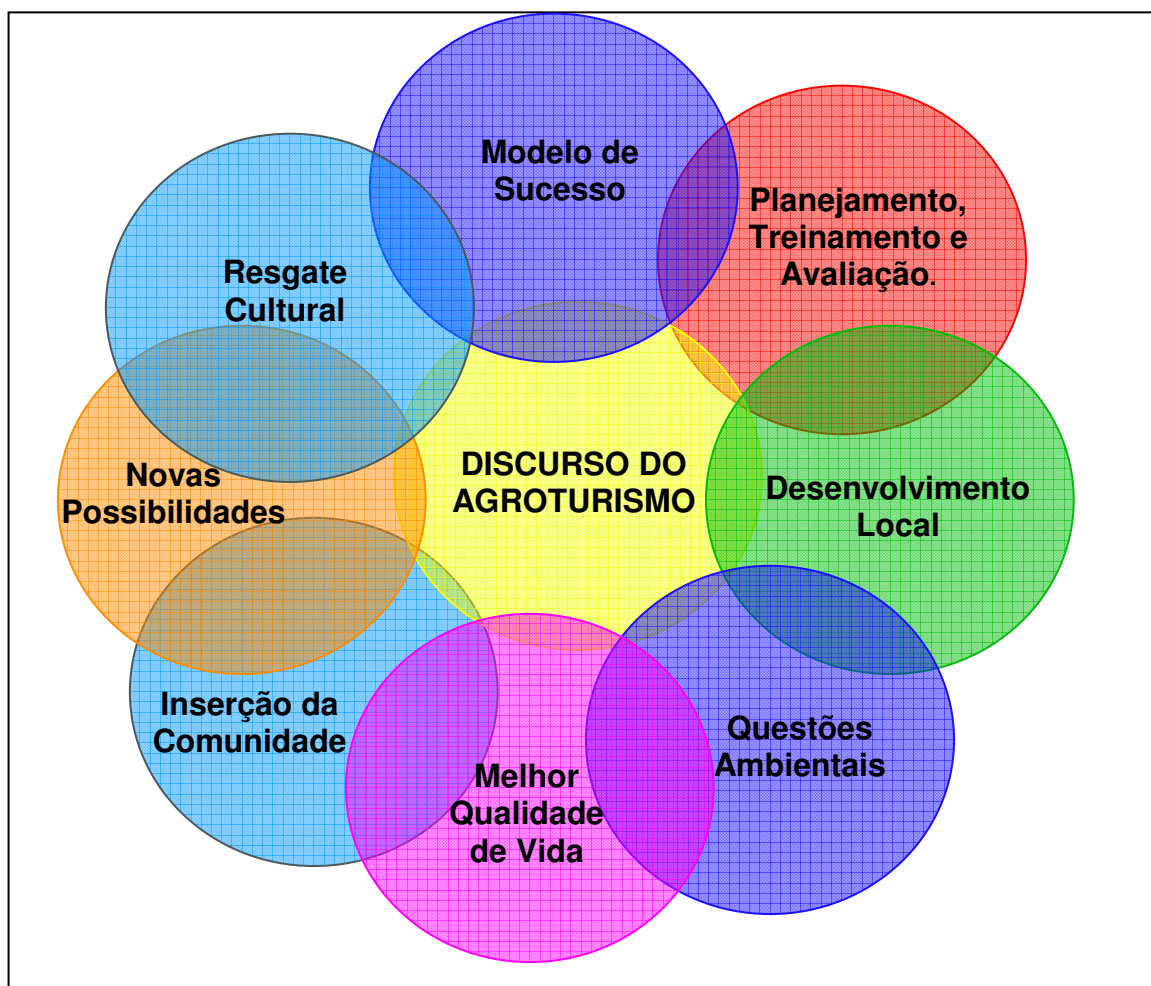 Modelo de
Sucesso
Planejamento,
Treinamento e
Avaliação.
Resgate
Cultural
DISCURSO DO
AGROTURISMO
Novas
Possibilidades
Desenvolvimento
Local
Inserção da
Comunidade
Questões
Ambientais
Melhor
Qualidade
de Vida